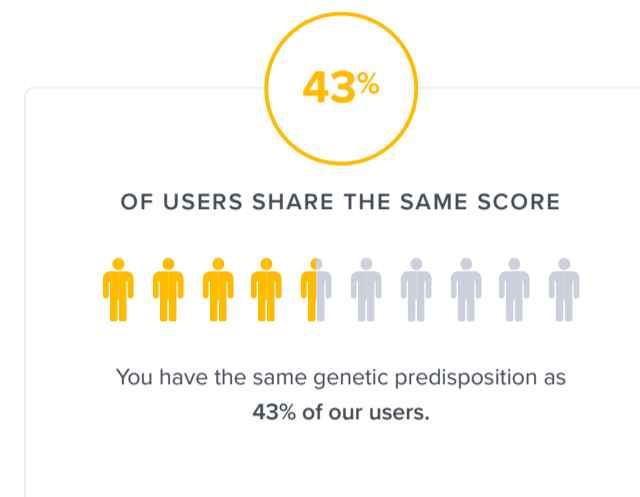 43%
OF USERS SHARE THE SAME SCORE
You have the same genetic predisposition as
43% of our users.